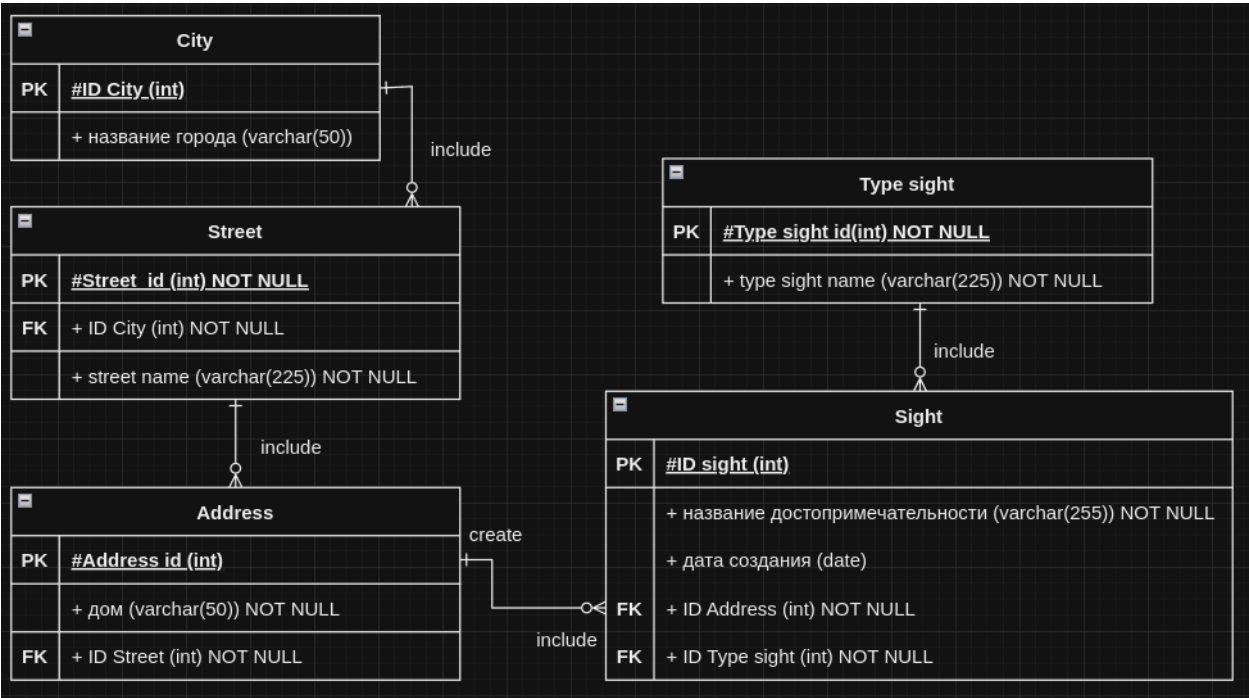 City
PK #ID City (int)
+ название города (varchar(50))
include
Street
PK #Street_id (int) NOT NULL
FK + ID City (int) NOT NULL
+ street name (varchar(225)) NOT NULL
include
Address
PK #Address id (int)
+ дом (varchar(50)) NOT NULL
FK + ID Street (int) NOT NULL
create
include
Type sight
PK #Type sight id(int) NOT NULL
+ type sight name (varchar(225)) NOT NULL
include
Sight
PK #ID sight (int)
+ название достопримечательности (varchar(255)) NOT NULL
+ дата создания (date)
FK + ID Address (int) NOT NULL
FK + ID Type sight (int) NOT NULL